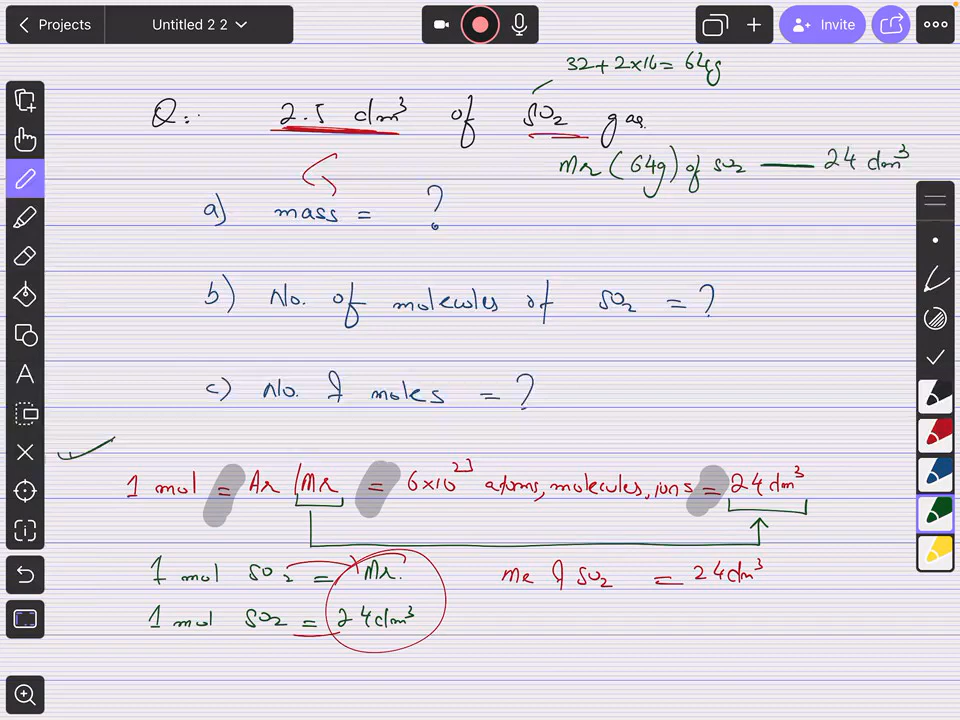 Projects Untitled 2 2 Invite
32 + 2×16 = 64g
Q:. 2.5 dm³ of SO₂ gas.
Mr (64g) of SO₂ — 24 dm³
a) mass = ?
b) No. of molecules of SO₂ = ?
c) No. of moles = ?
1 mol = Ar/Mr = 6×10²³ atoms, molecules, ions = 24 dm³
1 mol SO₂ = Mr. Mr of SO₂ = 24 dm³
1 mol SO₂ = 24 dm³